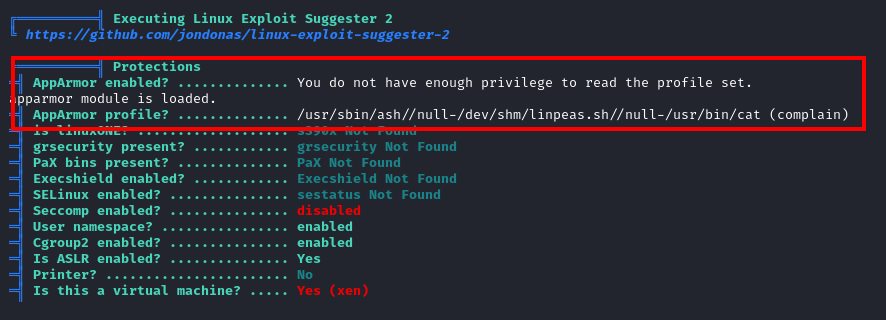 Executing Linux Exploit Suggester 2
https://github.com/jondonas/linux-exploit-suggester-2
Protections
AppArmor enabled? .............. You do not have enough privilege to read the profile set.
apparmor module is loaded.
AppArmor profile? .............. /usr/sbin/ash//null-/dev/shm/linpeas.sh//null-/usr/bin/cat (complain)
is linuxONE? ................... s390x Not Found
grsecurity present? ............ grsecurity Not Found
PaX bins present? .............. PaX Not Found
Execshield enabled? ............ Execshield Not Found
SELinux enabled? ............... sestatus Not Found
Seccomp enabled? ............... disabled
User namespace? ................ enabled
Cgroup2 enabled? ............... enabled
Is ASLR enabled? ............... Yes
Printer? ....................... No
Is this a virtual machine? ..... Yes (xen)